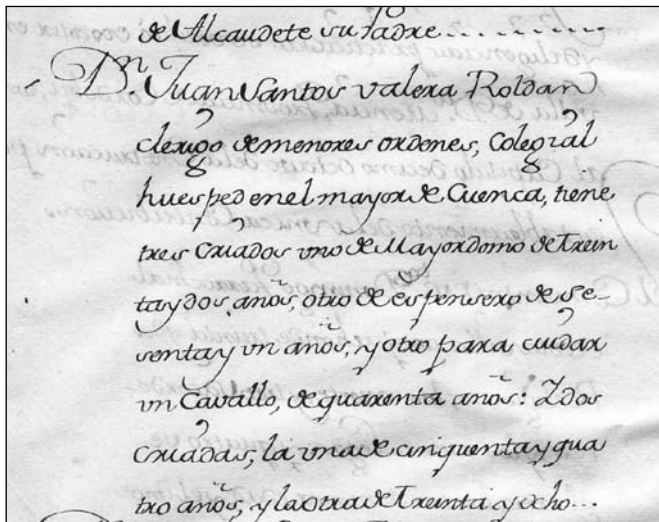 de Alcaudete su Padre...........
Dn. Juan Santos Valera Roldan
clerigo de menores ordenes, Colegial
huesped en el mayor de Cuenca, tiene
tres Criados uno de Mayordomo de trein
ta y dos años, otro de espensero de se-
senta y un años, y otro para cuidar
un Cavallo, de quarenta años: Y dos
criadas, la una de cinquenta y qua
tro años, y la otra de treinta y ocho...